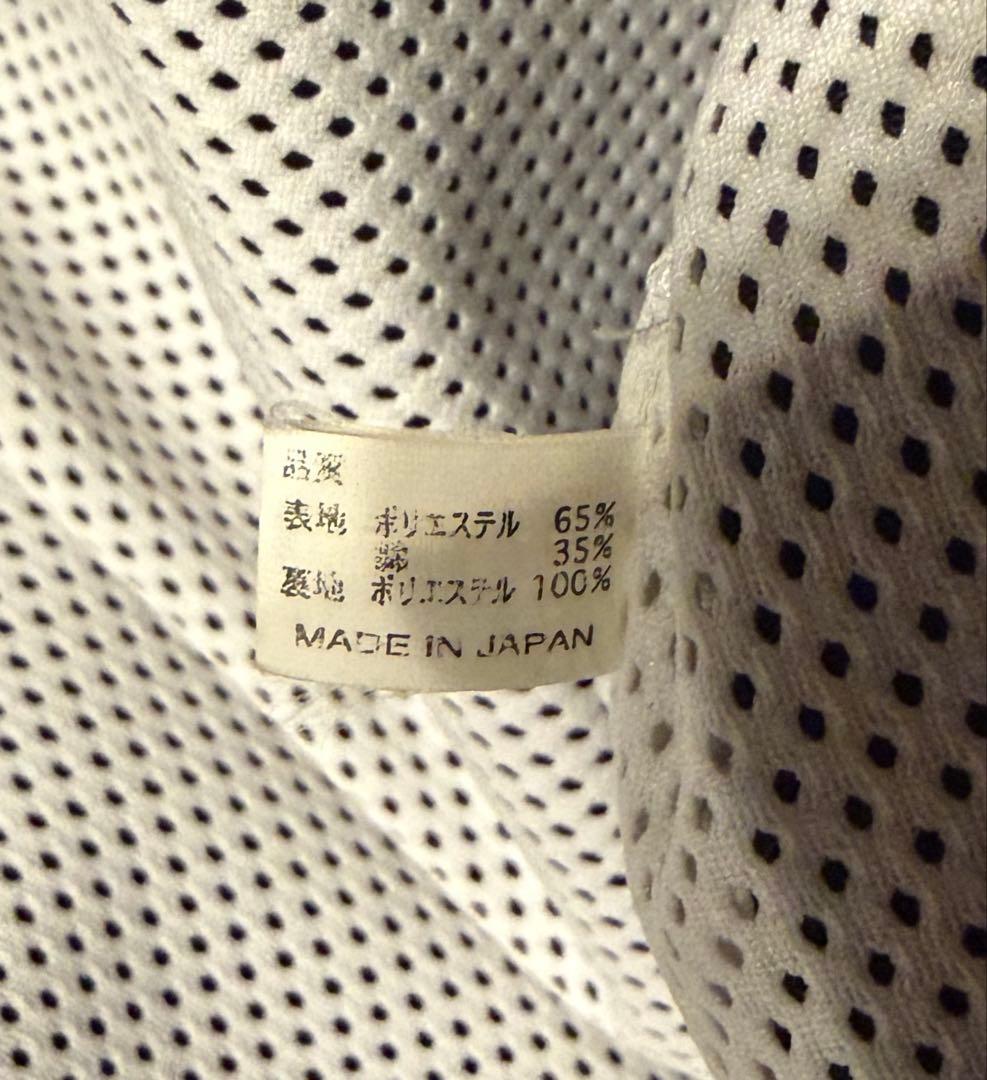 品質
表地 ポリエステル 65%
綿 35%
裏地 ポリエステル 100%
MADE IN JAPAN